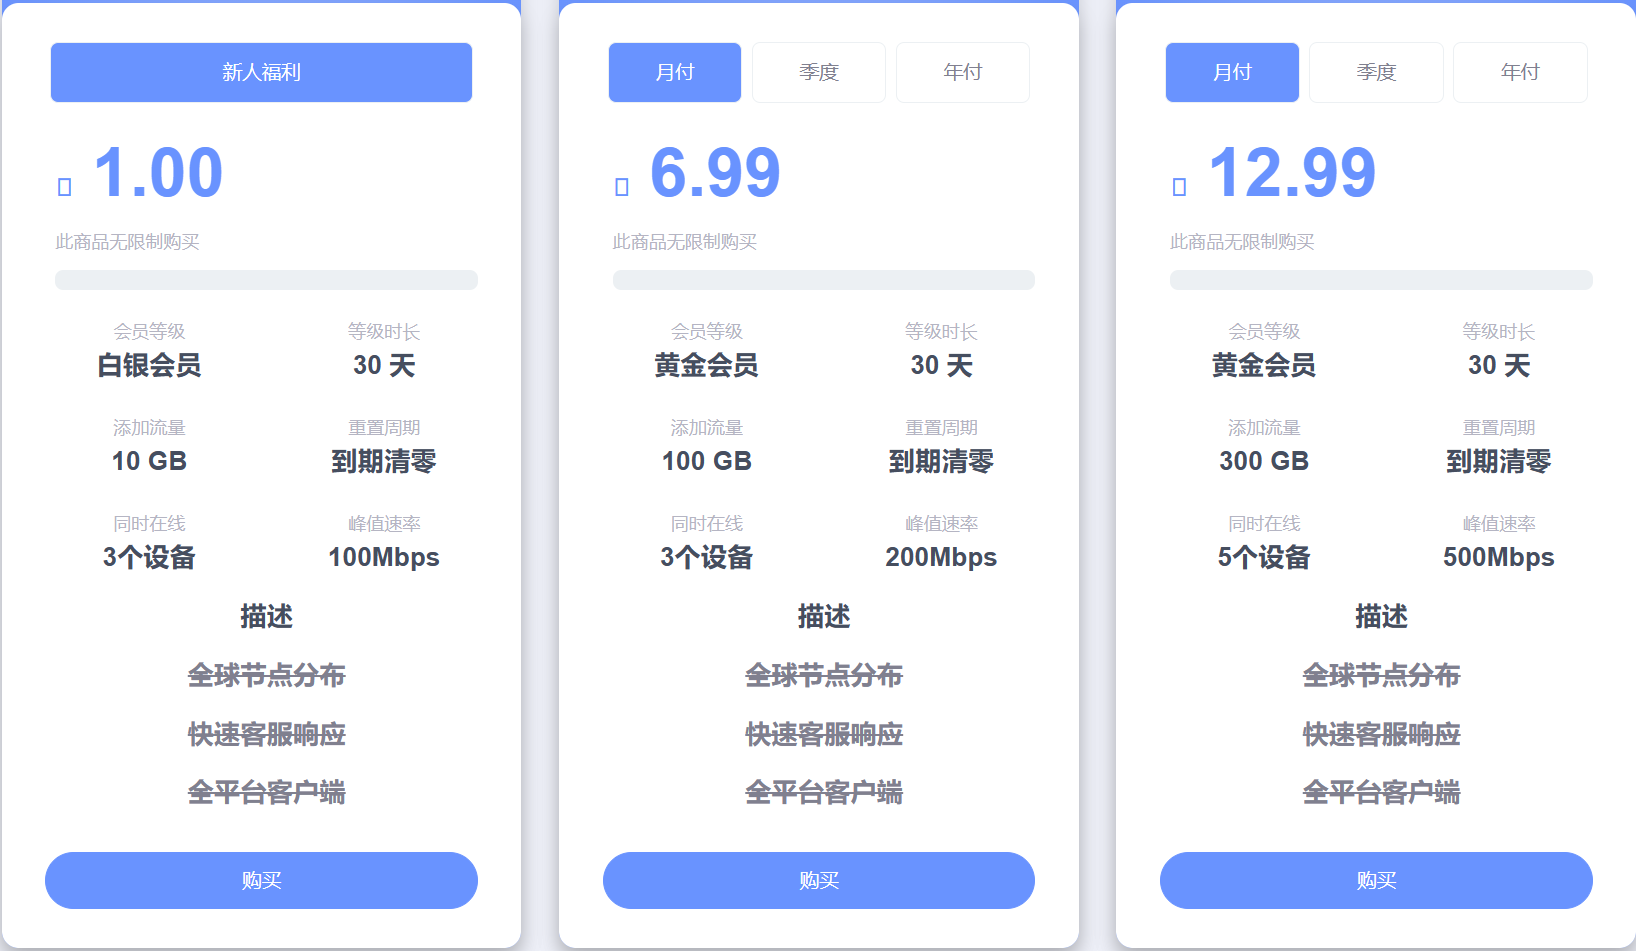 新人福利
1.00
此商品无限制购买
会员等级 等级时长
白银会员 30 天
添加流量 重置周期
10 GB 到期清零
同时在线 峰值速率
3个设备 100Mbps
描述
全球节点分布
快速客服响应
全平台客户端
购买
月付 季度 年付
6.99
此商品无限制购买
会员等级 等级时长
黄金会员 30 天
添加流量 重置周期
100 GB 到期清零
同时在线 峰值速率
3个设备 200Mbps
描述
全球节点分布
快速客服响应
全平台客户端
购买
月付 季度 年付
12.99
此商品无限制购买
会员等级 等级时长
黄金会员 30 天
添加流量 重置周期
300 GB 到期清零
同时在线 峰值速率
5个设备 500Mbps
描述
全球节点分布
快速客服响应
全平台客户端
购买